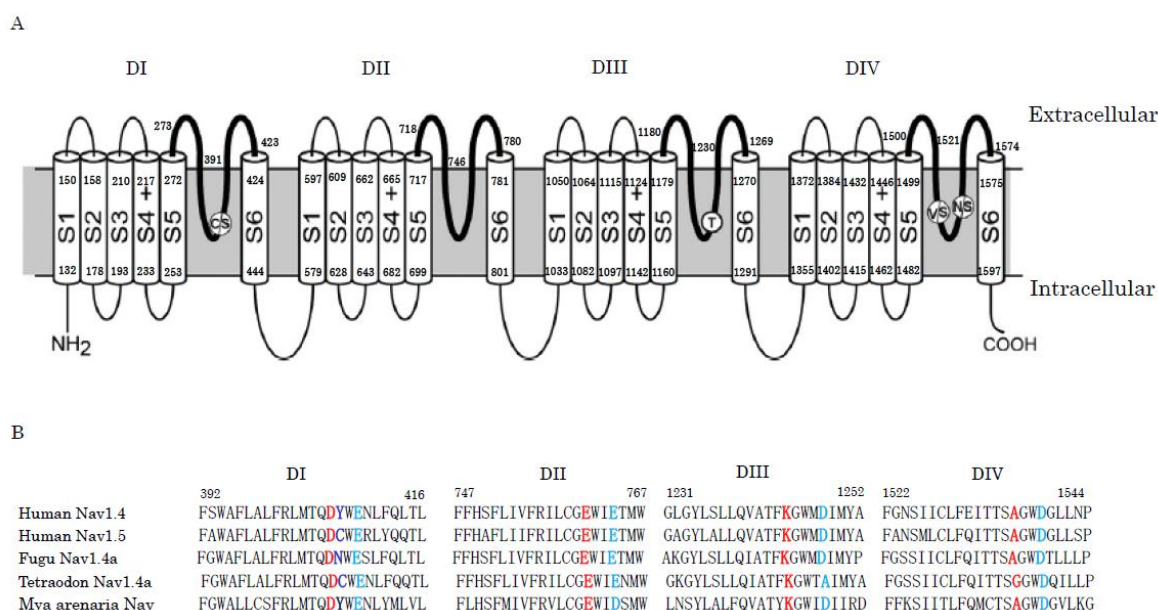 A
DI DII DIII DIV
Extracellular
273 391 423 718 746 780 1180 1230 1269 1500 1521 1574
150 158 210 217 272 424 597 609 662 665 717 781 1050 1064 1115 1124 1179 1270 1372 1384 1432 1446 1499 1575
+ + + +
CS T VS NS
S1 S2 S3 S4 S5 S6 S1 S2 S3 S4 S5 S6 S1 S2 S3 S4 S5 S6 S1 S2 S3 S4 S5 S6
132 178 193 233 253 444 579 628 643 682 699 801 1033 1082 1097 1142 1160 1291 1355 1402 1415 1462 1482 1597
Intracellular
NH2 COOH
B
DI DII DIII DIV
392 416 747 767 1231 1252 1522 1544
Human Nav1.4 FSWAFLALFRLMTQDYWENLFQLTL FFHSFLIVFRILCGEWIETMW GLGYLSLLQVATFKGWMDIMYA FGNSIICLFEITTSAGWDGLLNP
Human Nav1.5 FAWAFLALFRLMTQDCWERLYQQTL FFHAFLIIFRILCGEWIETMW GAGYLALLQVATFKGWMDIMYA FANSMLCLFQITTSAGWDGLLSP
Fugu Nav1.4a FGWAFLALFRLMTQDNWESLFQLTL FFHSFLIVFRILCGEWIETMW AKGYLSLLQIATFKGWMDIMYP FGSSIICLFEITTSAGWDTLLLP
Tetraodon Nav1.4a FGWAFLALFRLMTQDCWENLFQQTL FFHSFLIIFRILCGEWIENMW GKGYLSLLQIATFKGWTAIMYA FGSSIICLFQITTSGGWDQILLP
Mya arenaria Nav FGWALLCSFRLMTQDYWENLYMLVL FLHSFMIVFRVLCGEWIDSMW LNSYLALFQVATYKGWIDIIRD FFKSIITLFQMCTSAGWDGVLKG